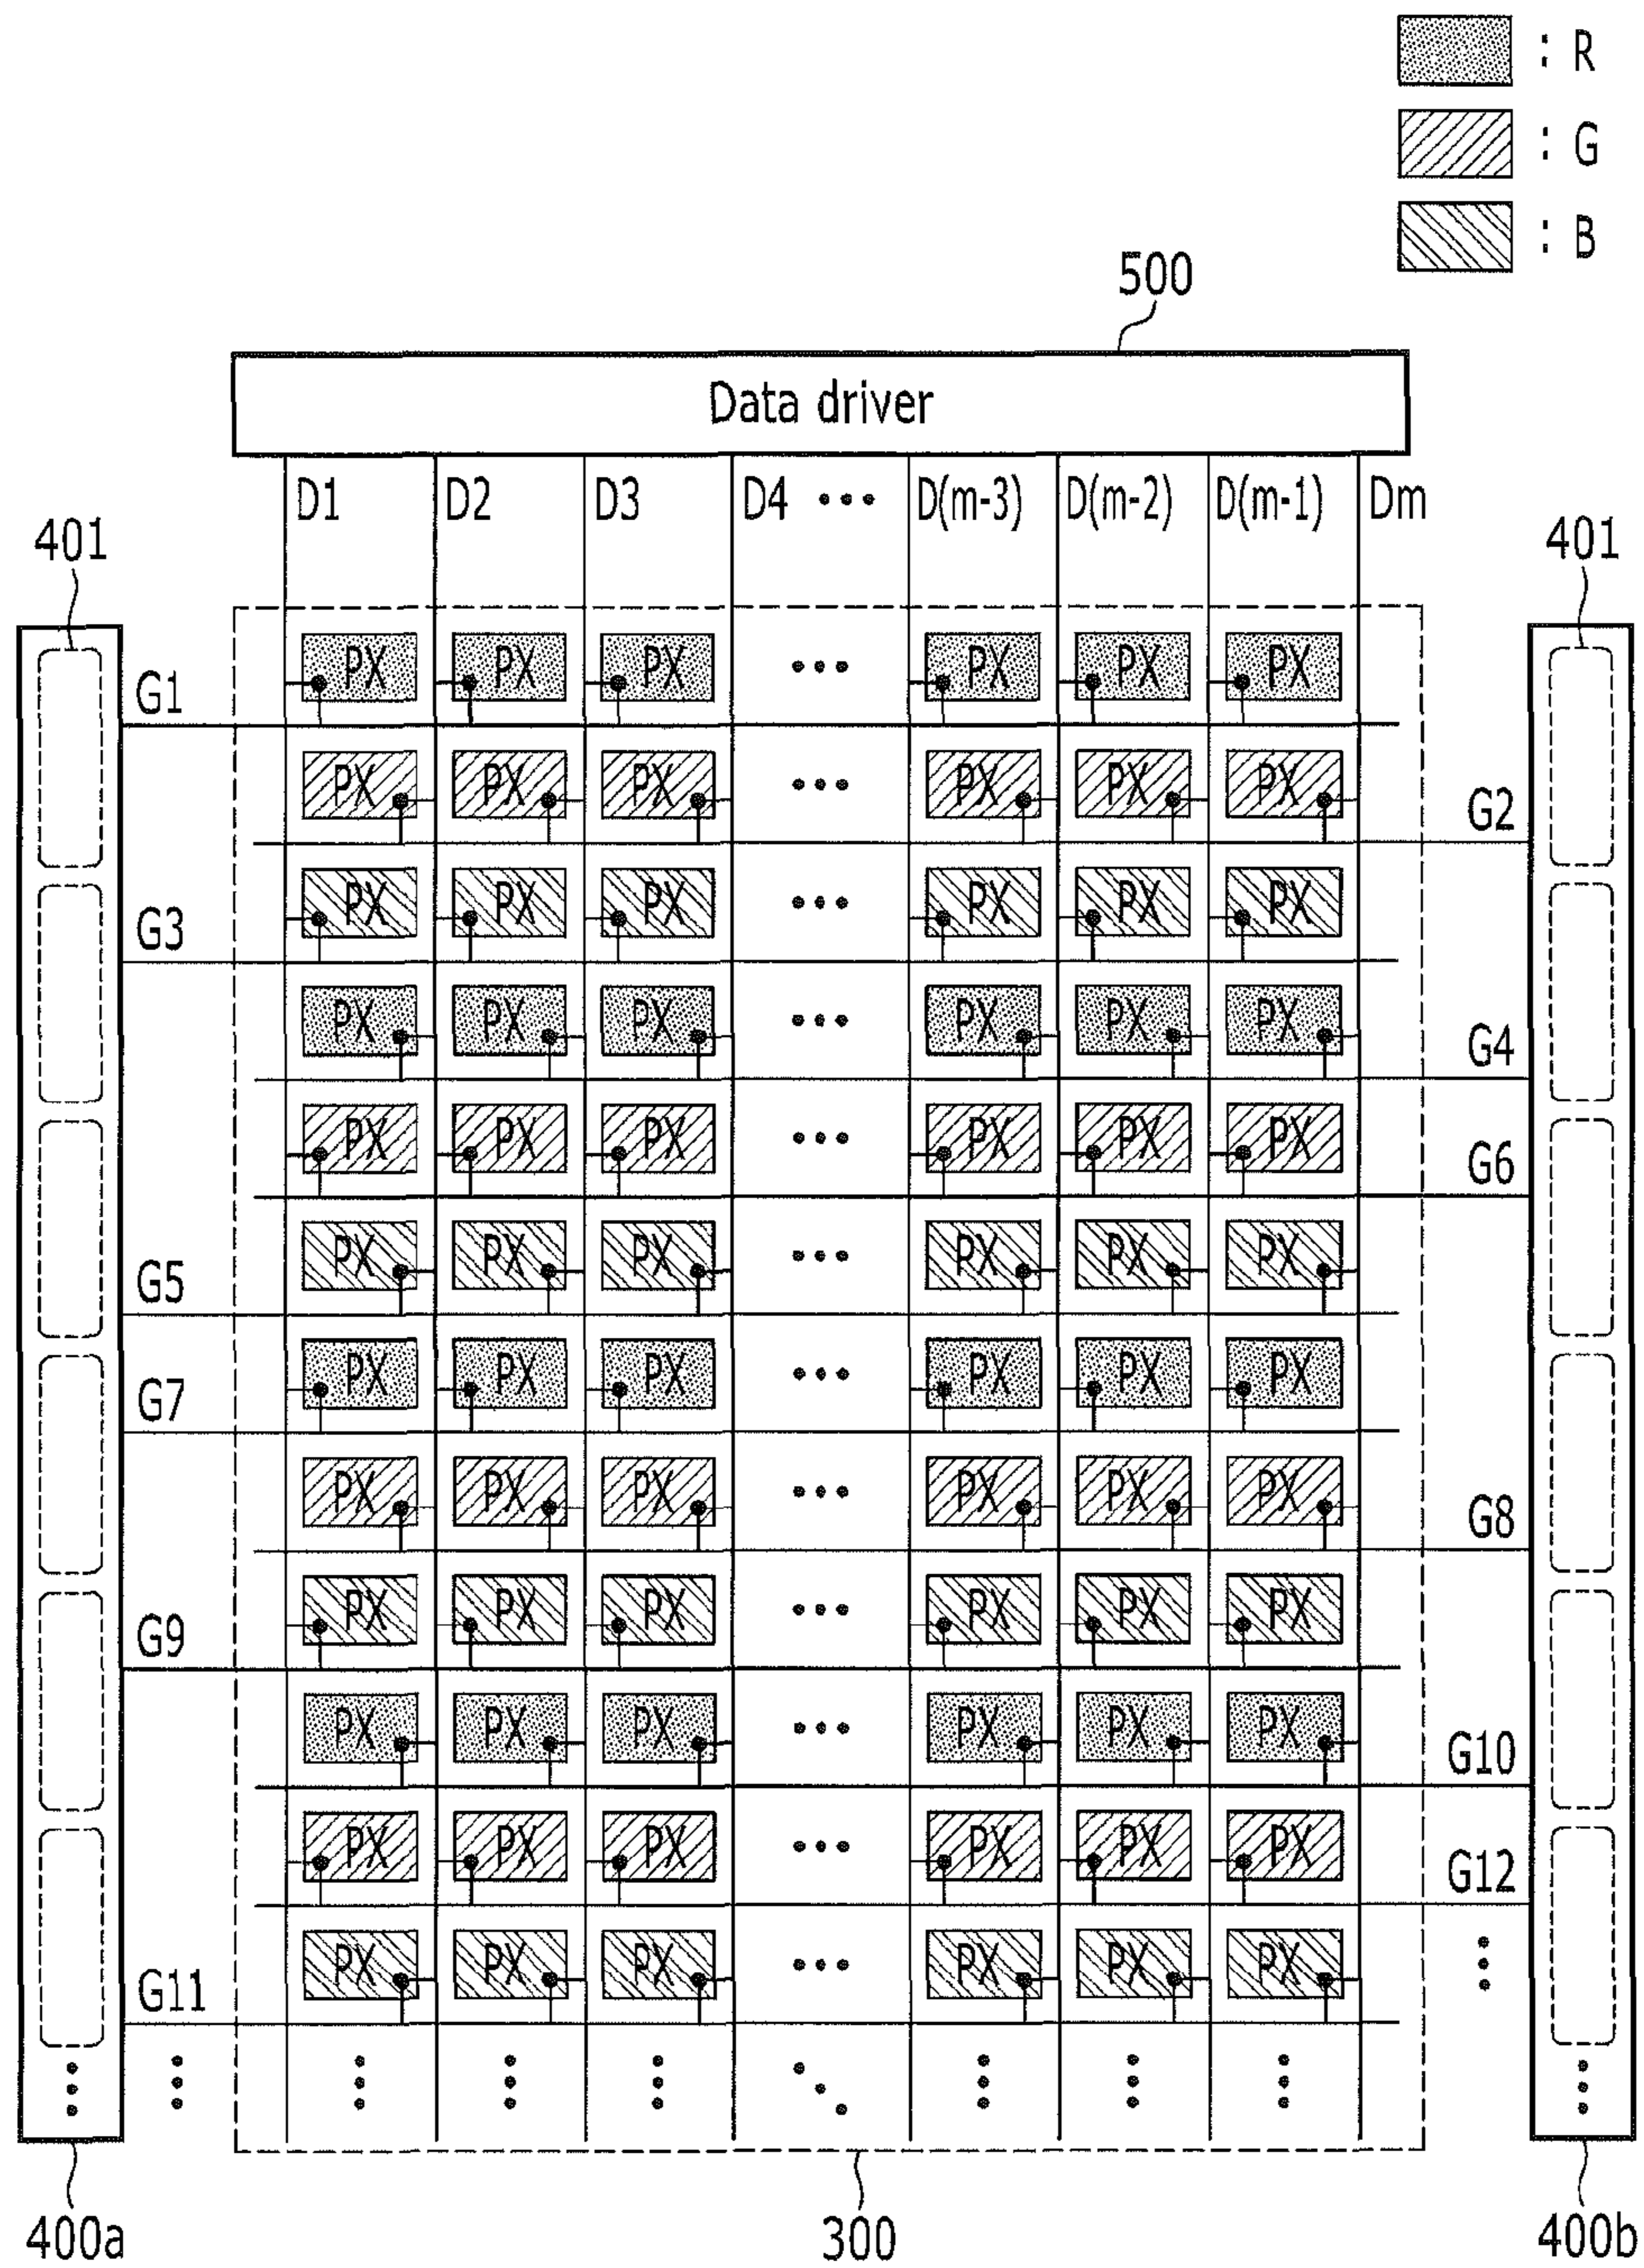 : R
: G
: B
500
Data driver
D1 D2 D3 D4 ••• D(m-3) D(m-2) D(m-1) Dm
401 401
PX PX PX ••• PX PX PX
G1
PX PX PX ••• PX PX PX
G2
PX PX PX ••• PX PX PX
G3
PX PX PX ••• PX PX PX
G4
PX PX PX ••• PX PX PX
G6
PX PX PX ••• PX PX PX
G5
PX PX PX ••• PX PX PX
G7
PX PX PX ••• PX PX PX
G8
PX PX PX ••• PX PX PX
G9
PX PX PX ••• PX PX PX
G10
PX PX PX ••• PX PX PX
G12
PX PX PX ••• PX PX PX
G11
400a 300 400b